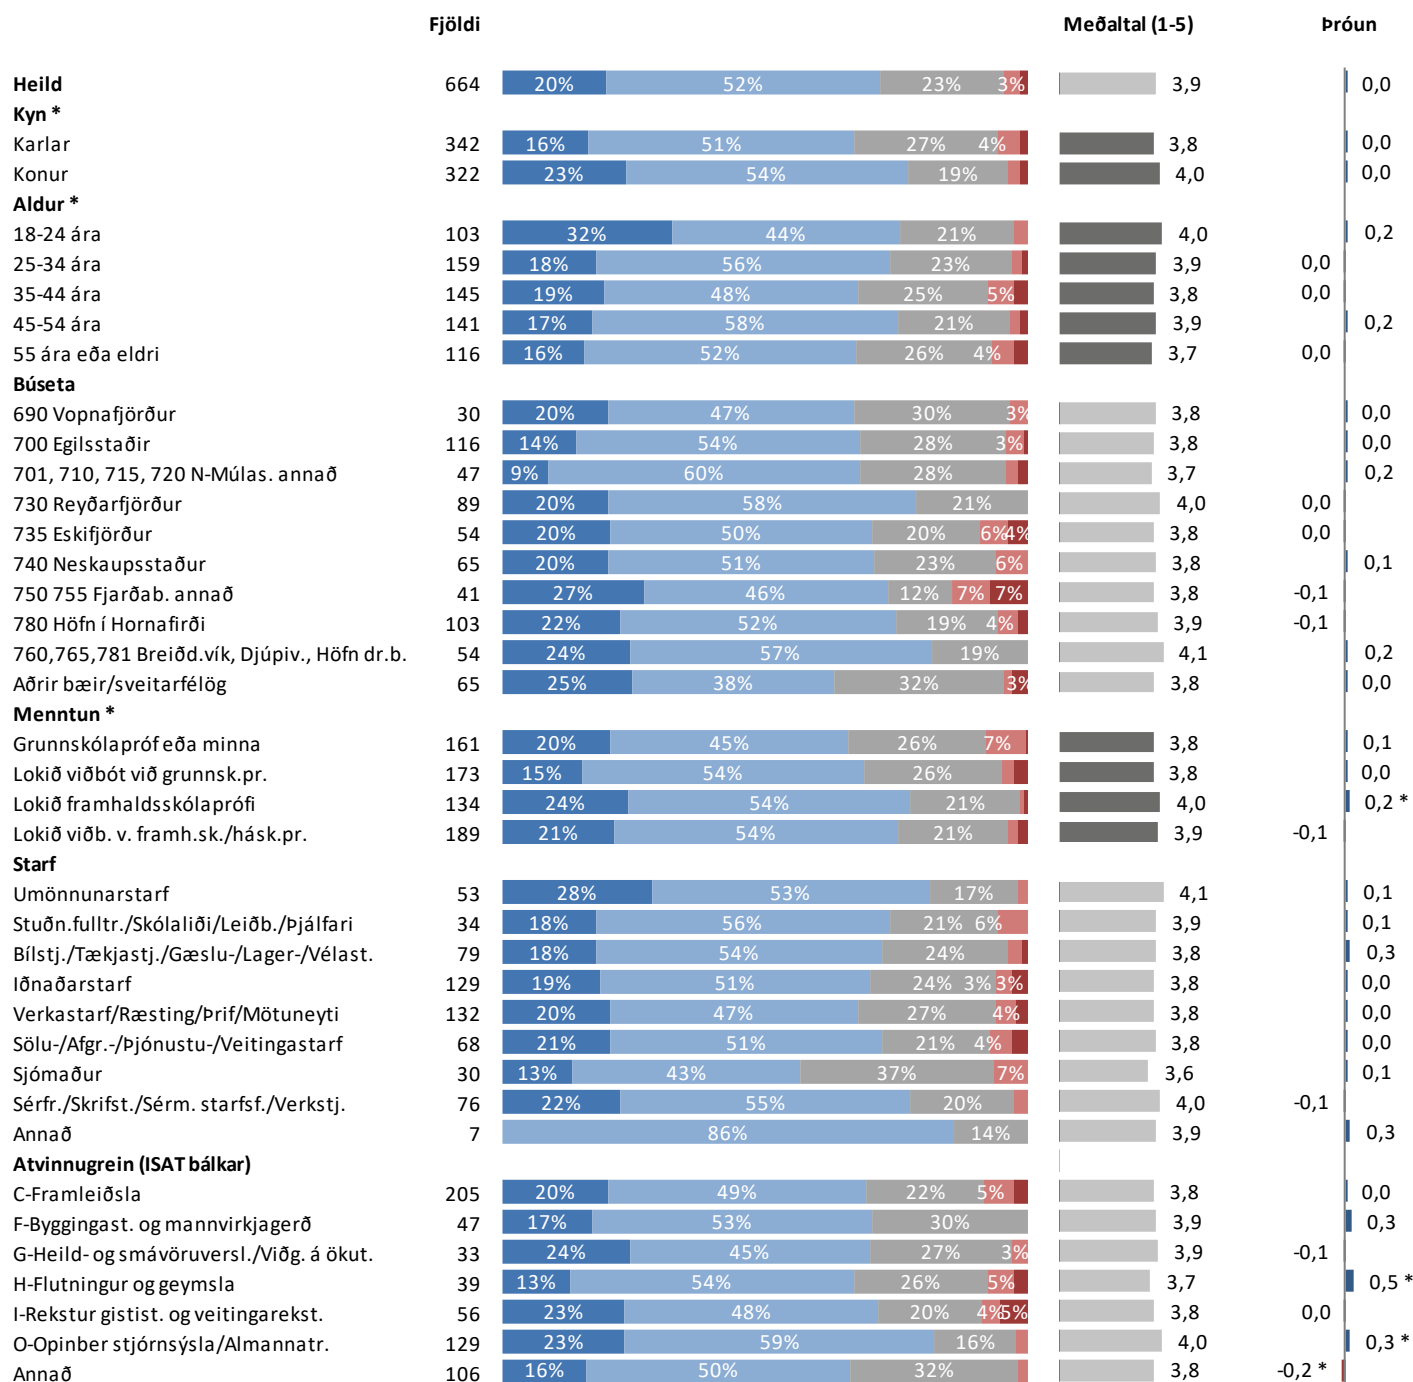 Fjöldi Meðaltal (1-5) Þróun
Heild 664 20% 52% 23% 3% 3,9 0,0
Kyn *
Karlar 342 16% 51% 27% 4% 3,8 0,0
Konur 322 23% 54% 19% 4,0 0,0
Aldur *
18-24 ára 103 32% 44% 21% 4,0 0,2
25-34 ára 159 18% 56% 23% 3,9 0,0
35-44 ára 145 19% 48% 25% 5% 3,8 0,0
45-54 ára 141 17% 58% 21% 3,9 0,2
55 ára eða eldri 116 16% 52% 26% 4% 3,7 0,0
Búseta
690 Vopnafjörður 30 20% 47% 30% 3% 3,8 0,0
700 Egilsstaðir 116 14% 54% 28% 3% 3,8 0,0
701, 710, 715, 720 N-Múlas. annað 47 9% 60% 28% 3,7 0,2
730 Reyðarfjörður 89 20% 58% 21% 4,0 0,0
735 Eskifjörður 54 20% 50% 20% 6% 4% 3,8 0,0
740 Neskaupsstaður 65 20% 51% 23% 6% 3,8 0,1
750 755 Fjarðab. annað 41 27% 46% 12% 7% 7% 3,8 -0,1
780 Höfn í Hornafirði 103 22% 52% 19% 4% 3,9 -0,1
760,765,781 Breiðd.vík, Djúpiv., Höfn dr.b. 54 24% 57% 19% 4,1 0,2
Aðrir bæir/sveitarfélög 65 25% 38% 32% 3% 3,8 0,0
Menntun *
Grunnskólapróf eða minna 161 20% 45% 26% 7% 3,8 0,1
Lokið viðbót við grunnsk.pr. 173 15% 54% 26% 3,8 0,0
Lokið framhaldsskólaprófi 134 24% 54% 21% 4,0 0,2 *
Lokið viðb. v. framh.sk./hásk.pr. 189 21% 54% 21% 3,9 -0,1
Starf
Umönnunarstarf 53 28% 53% 17% 4,1 0,1
Stuðn.fulltr./Skólaliði/Leiðb./Þjálfari 34 18% 56% 21% 6% 3,9 0,1
Bílstj./Tækjastj./Gæslu-/Lager-/Vélast. 79 18% 54% 24% 3,8 0,3
Iðnaðarstarf 129 19% 51% 24% 3% 3% 3,8 0,0
Verkastarf/Ræsting/Þrif/Mötuneyti 132 20% 47% 27% 4% 3,8 0,0
Sölu-/Afgr.-/Þjónustu-/Veitingastarf 68 21% 51% 21% 4% 3,8 0,0
Sjómaður 30 13% 43% 37% 7% 3,6 0,1
Sérfr./Skrifst./Sérm. starfsf./Verkstj. 76 22% 55% 20% 4,0 -0,1
Annað 7 86% 14% 3,9 0,3
Atvinnugrein (ISAT bálkar)
C-Framleiðsla 205 20% 49% 22% 5% 3,8 0,0
F-Byggingast. og mannvirkjagerð 47 17% 53% 30% 3,9 0,3
G-Heild- og smávöruversl./Viðg. á ökut. 33 24% 45% 27% 3% 3,9 -0,1
H-Flutningur og geymsla 39 13% 54% 26% 5% 3,7 0,5 *
I-Rekstur gistist. og veitingarekst. 56 23% 48% 20% 4% 5% 3,8 0,0
O-Opinber stjórnsýsla/Almannatr. 129 23% 59% 16% 4,0 0,3 *
Annað 106 16% 50% 32% 3,8 -0,2 *